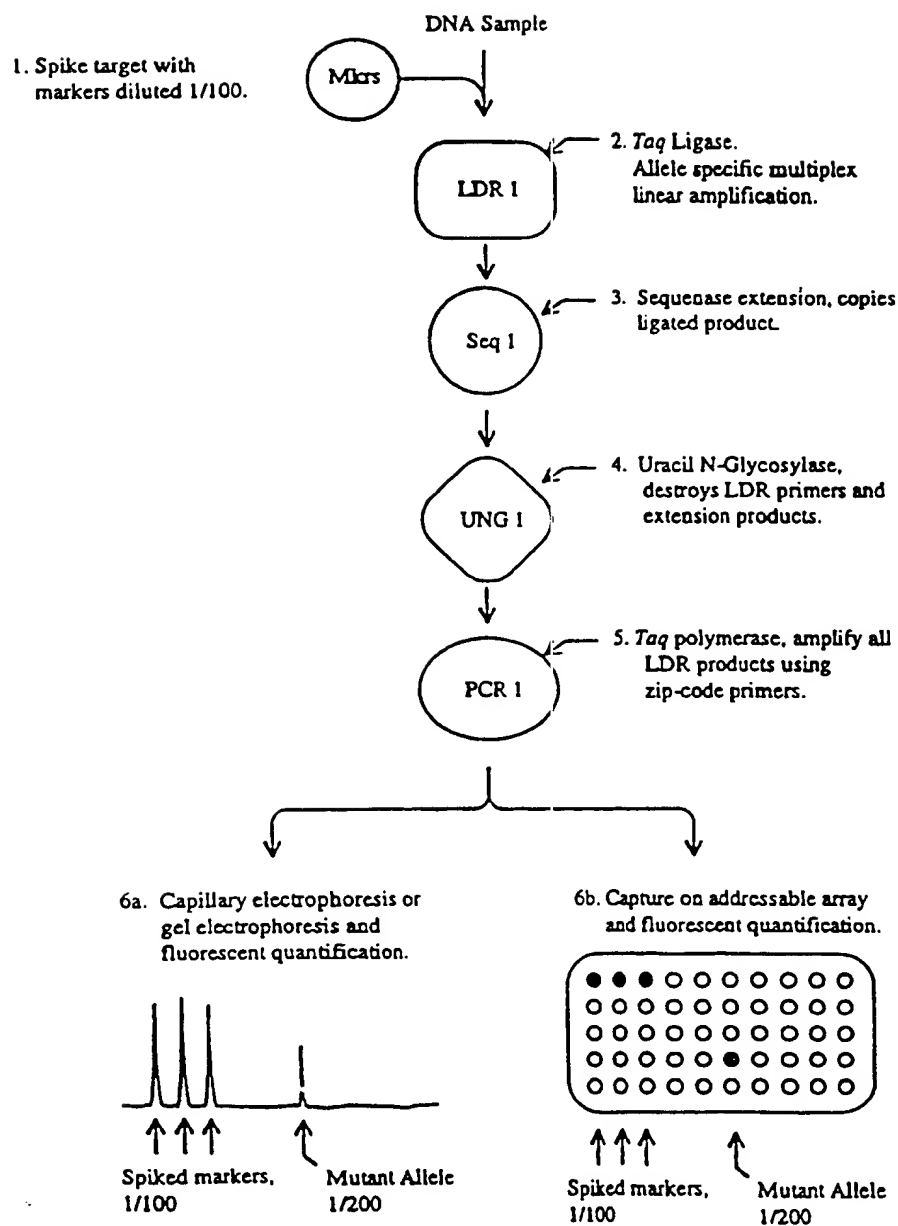 DNA Sample
1. Spike target with
markers diluted 1/100.
Mkrs
2. Taq Ligase.
Allele specific multiplex
linear amplification.
LDR 1
3. Sequenase extension, copies
ligated product.
Seq 1
4. Uracil N-Glycosylase,
destroys LDR primers and
extension products.
UNG 1
5. Taq polymerase, amplify all
LDR products using
zip-code primers.
PCR 1
6a. Capillary electrophoresis or
gel electrophoresis and
fluorescent quantification.
6b. Capture on addressable array
and fluorescent quantification.
Spiked markers,
1/100
Mutant Allele
1/200
Spiked markers,
1/100
Mutant Allele
1/200